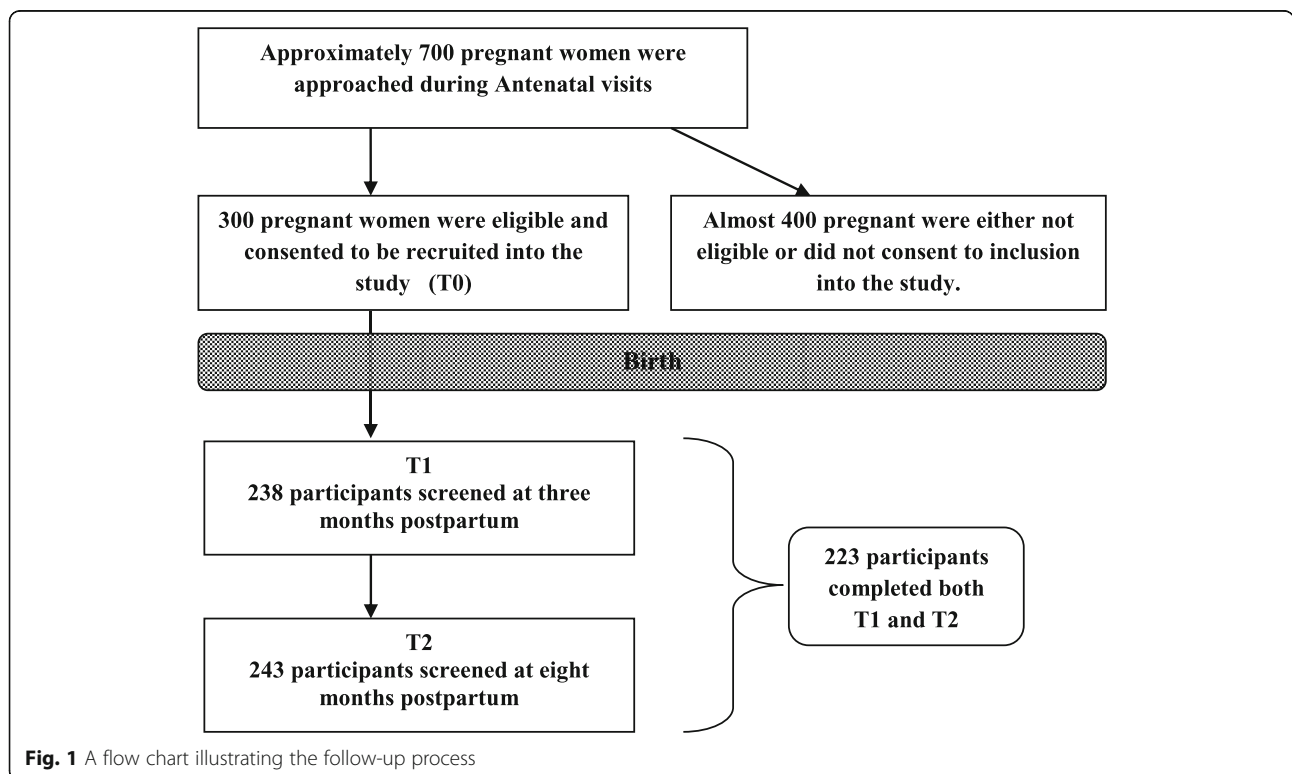 Approximately 700 pregnant women were
approached during Antenatal visits
300 pregnant women were eligible and
consented to be recruited into the
study (T0)
Almost 400 pregnant were either not
eligible or did not consent to inclusion
into the study.
Birth
T1
238 participants screened at three
months postpartum
223 participants
completed both
T1 and T2
T2
243 participants screened at eight
months postpartum
Fig. 1 A flow chart illustrating the follow-up process